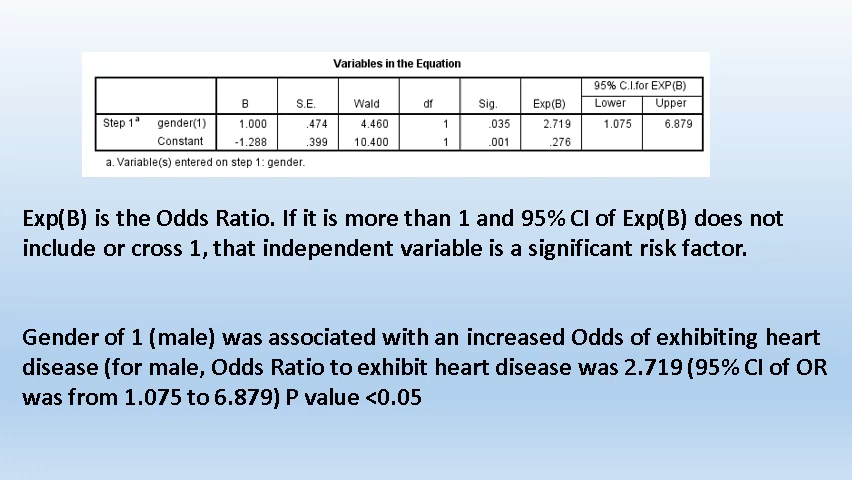 Variables in the Equation
95% C.I.for EXP(B)
B S.E. Wald df Sig. Exp(B) Lower Upper
Step 1a gender(1) 1.000 .474 4.460 1 .035 2.719 1.075 6.879
Constant -1.288 .399 10.400 1 .001 .276
a. Variable(s) entered on step 1: gender.
Exp(B) is the Odds Ratio. If it is more than 1 and 95% CI of Exp(B) does not
include or cross 1, that independent variable is a significant risk factor.
Gender of 1 (male) was associated with an increased Odds of exhibiting heart
disease (for male, Odds Ratio to exhibit heart disease was 2.719 (95% CI of OR
was from 1.075 to 6.879) P value <0.05